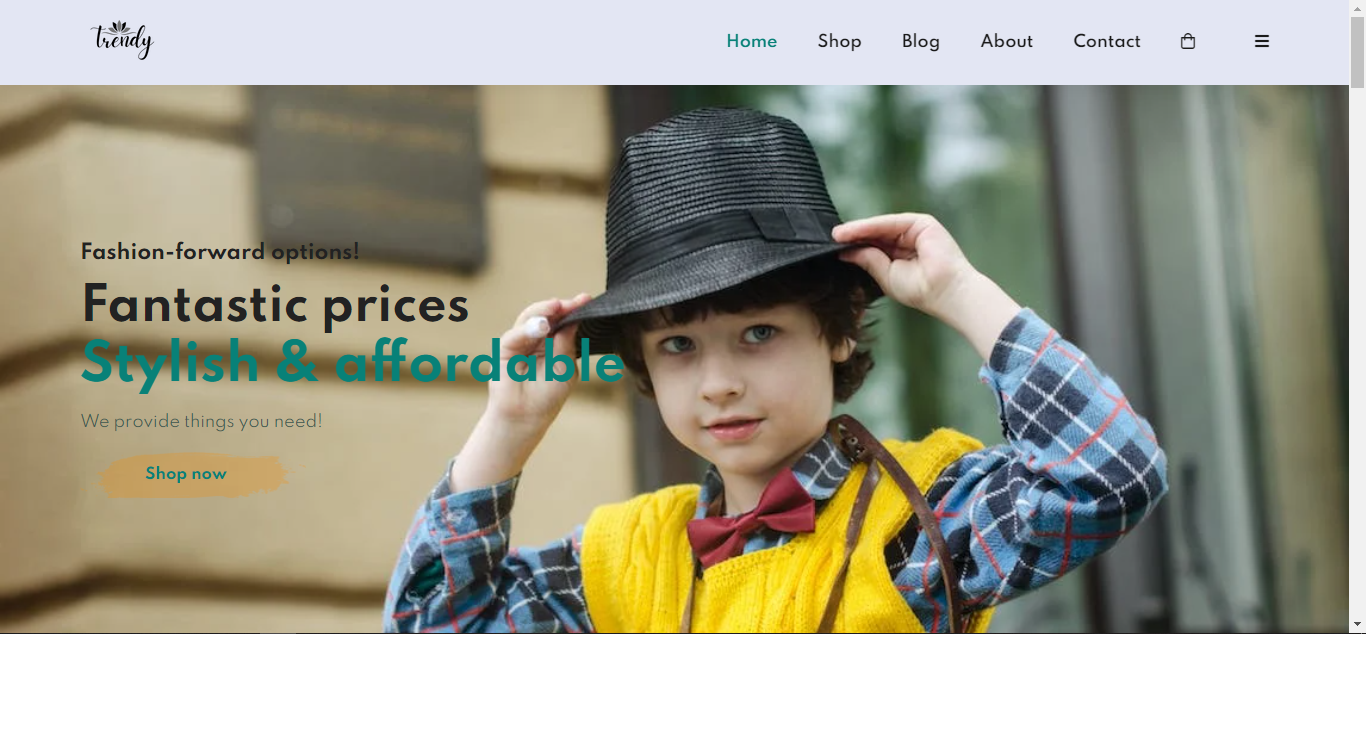 trendy
Home Shop Blog About Contact
Fashion-forward options!
Fantastic prices
Stylish & affordable
We provide things you need!
Shop now